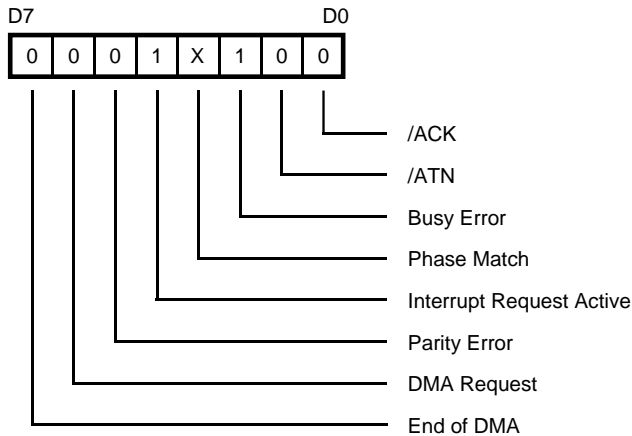 D7 D0
0 0 0 1 X 1 0 0
/ACK
/ATN
Busy Error
Phase Match
Interrupt Request Active
Parity Error
DMA Request
End of DMA